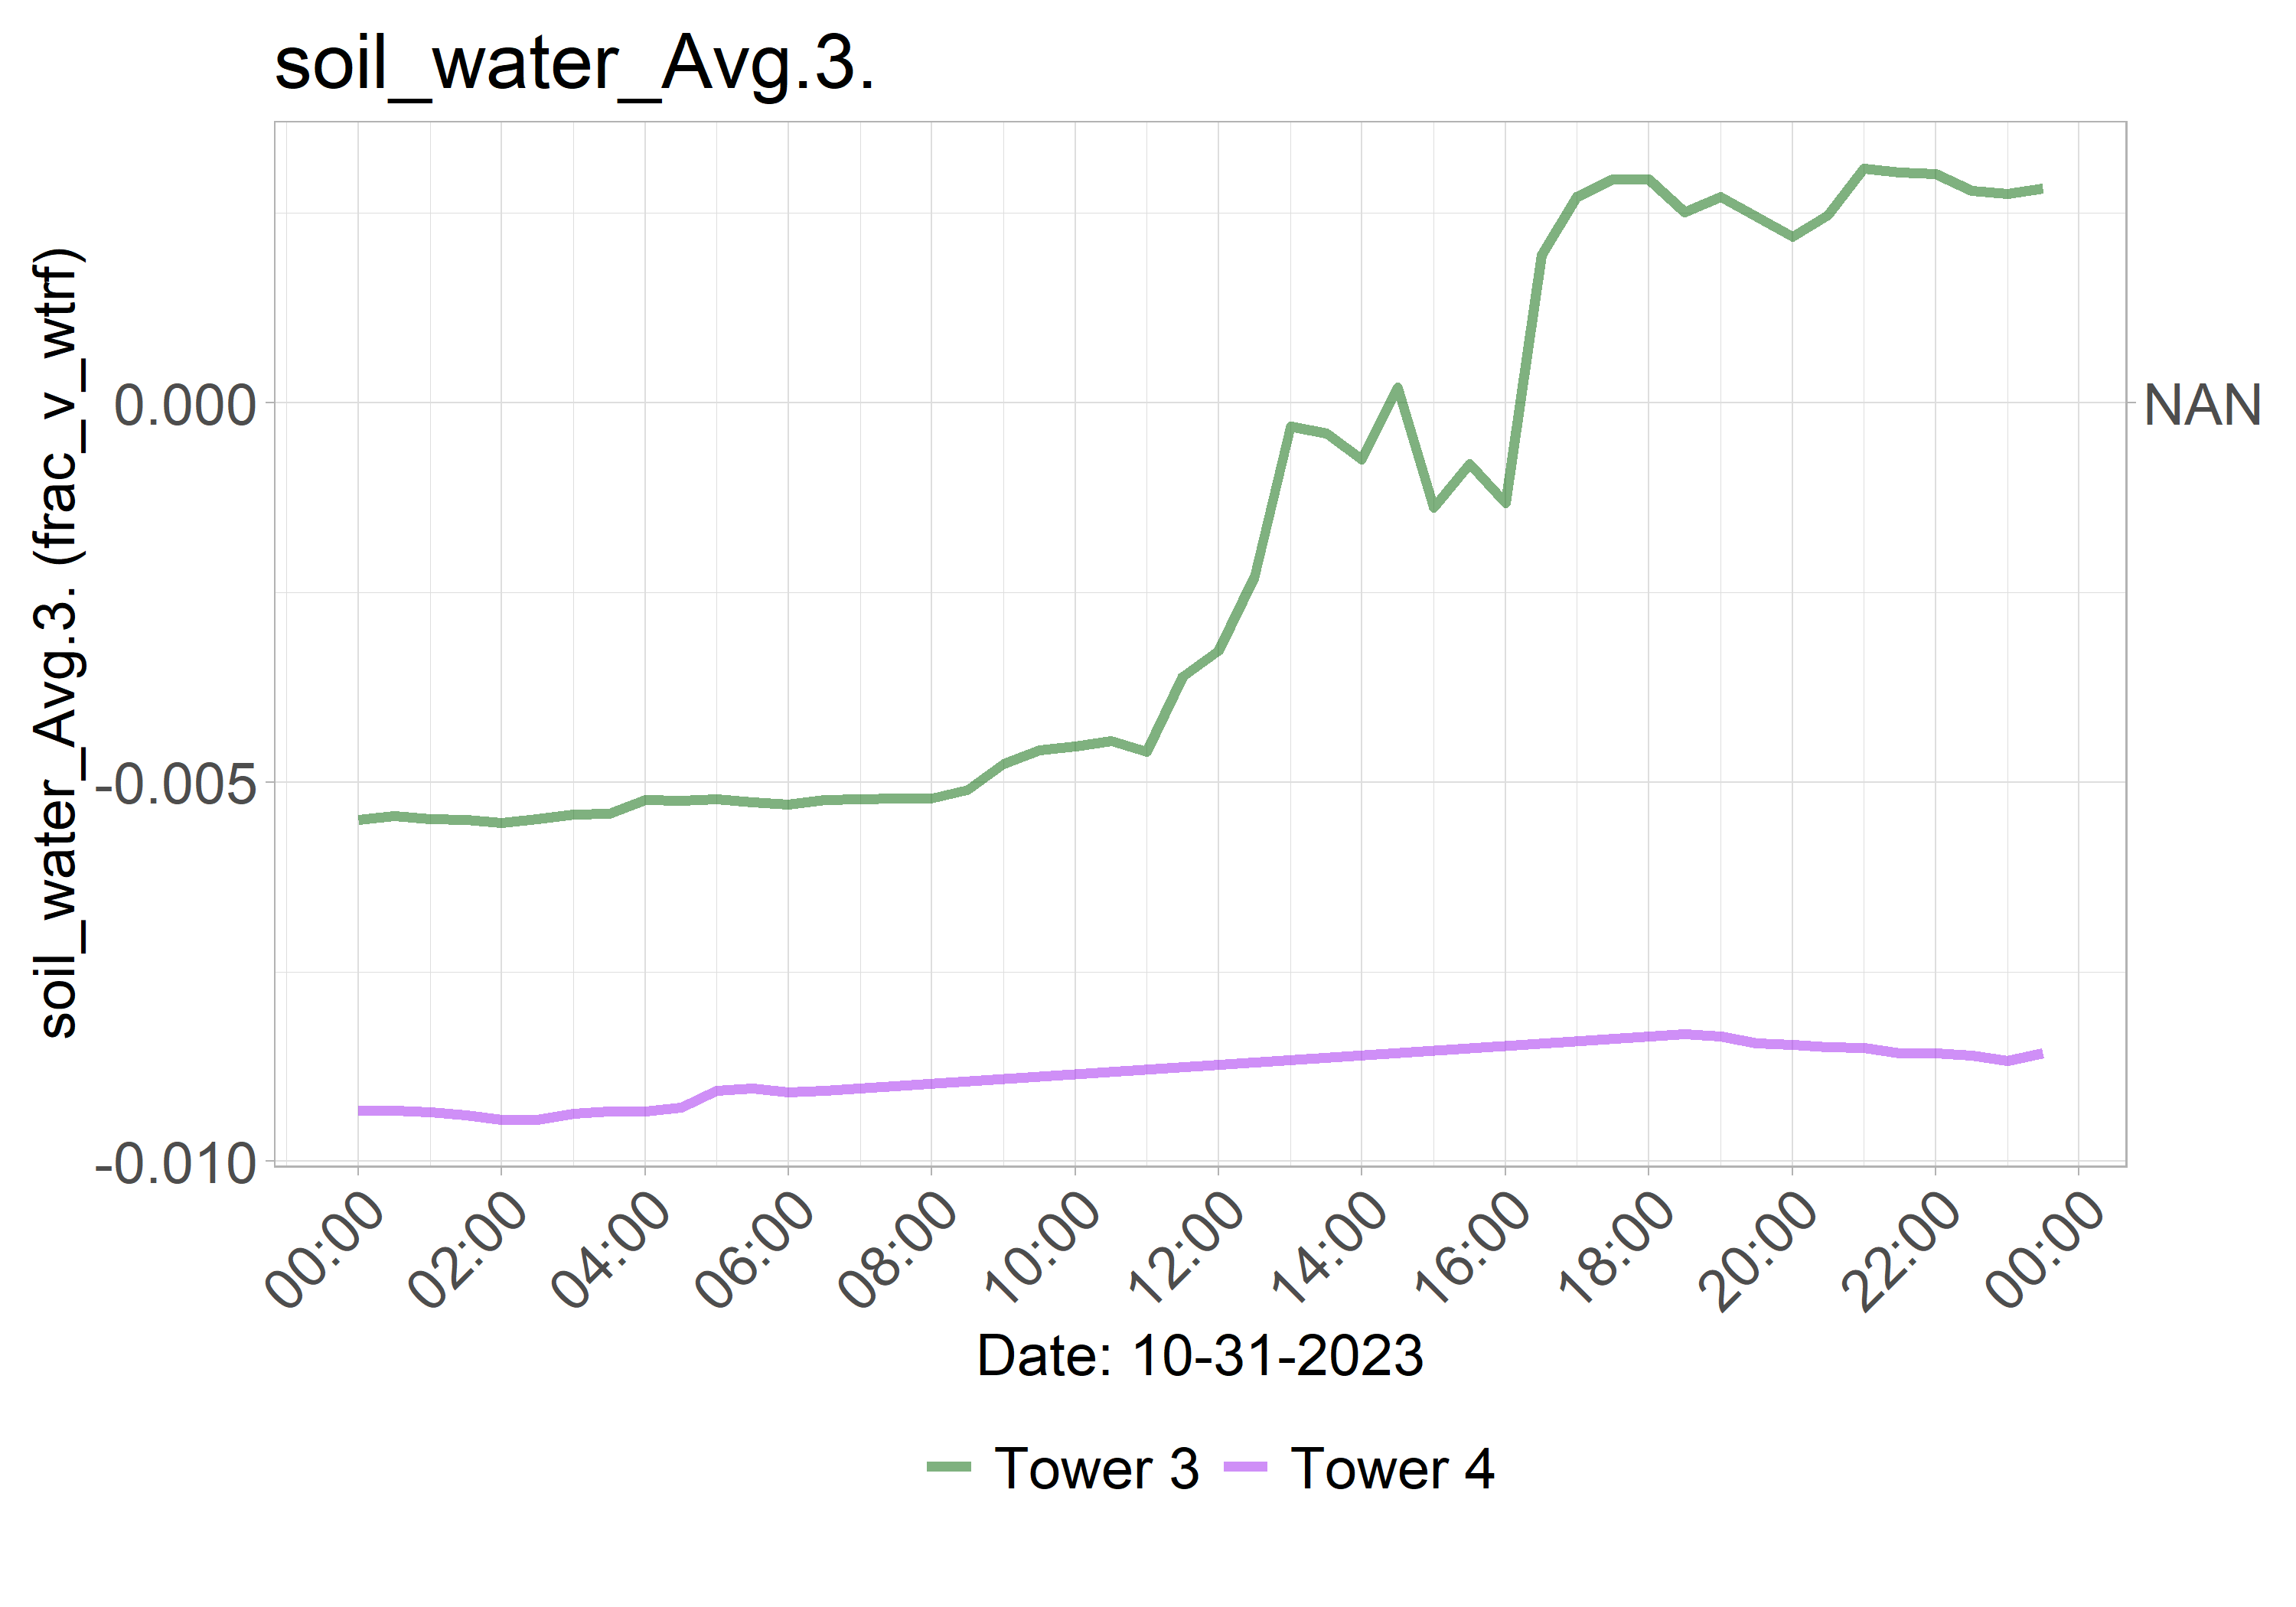 soil_water_Avg.3.
soil_water_Avg.3. (frac_v_wtrf)
0.000
-0.005
-0.010
NAN
00:00
02:00
04:00
06:00
08:00
10:00
12:00
14:00
16:00
18:00
20:00
22:00
00:00
Date: 10-31-2023
Tower 3
Tower 4